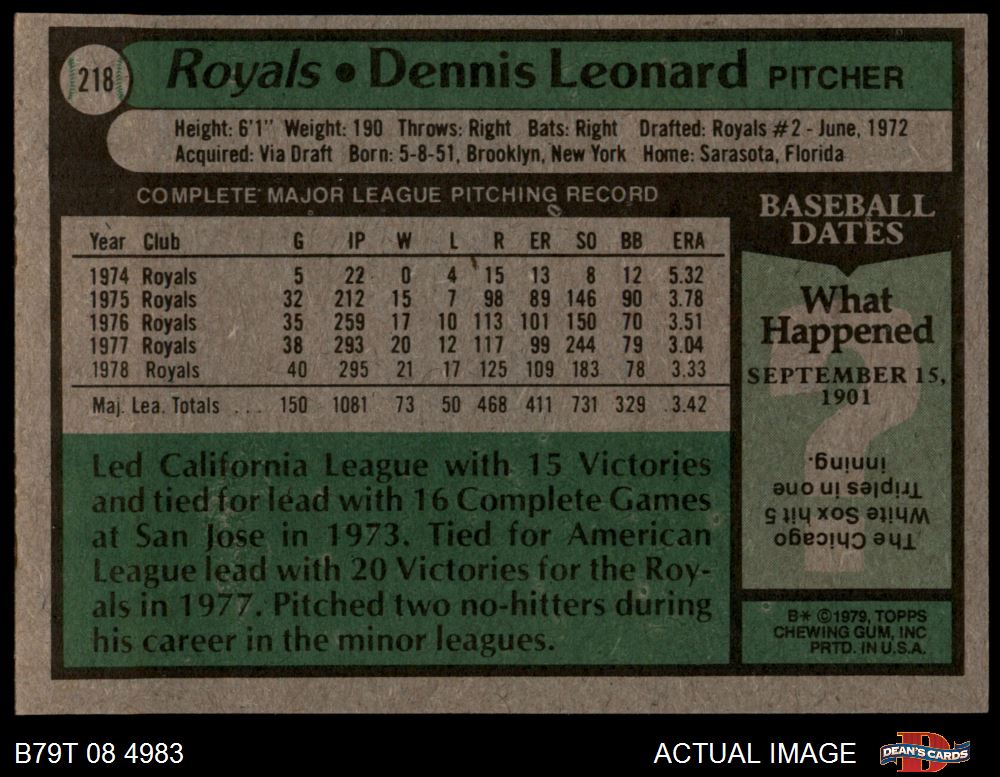 218
Royals • Dennis Leonard PITCHER
Height: 6'1" Weight: 190 Throws: Right Bats: Right Drafted: Royals #2 - June, 1972
Acquired: Via Draft Born: 5-8-51, Brooklyn, New York Home: Sarasota, Florida
COMPLETE MAJOR LEAGUE PITCHING RECORD
Year Club G IP W L R ER SO BB ERA
1974 Royals 5 22 0 4 15 13 8 12 5.32
1975 Royals 32 212 15 7 98 89 146 90 3.78
1976 Royals 35 259 17 10 113 101 150 70 3.51
1977 Royals 38 293 20 12 117 99 244 79 3.04
1978 Royals 40 295 21 17 125 109 183 78 3.33
Maj. Lea. Totals ... 150 1081 73 50 468 411 731 329 3.42
Led California League with 15 Victories
and tied for lead with 16 Complete Games
at San Jose in 1973. Tied for American
League lead with 20 Victories for the Roy-
als in 1977. Pitched two no-hitters during
his career in the minor leagues.
BASEBALL
DATES
What
Happened
SEPTEMBER 15,
1901
The Chicago
White Sox hit 5
Triples in one
inning.
B* ©1979, TOPPS
CHEWING GUM, INC
PRTD. IN U.S.A.
B79T 08 4983
ACTUAL IMAGE
DEAN'S CARDS